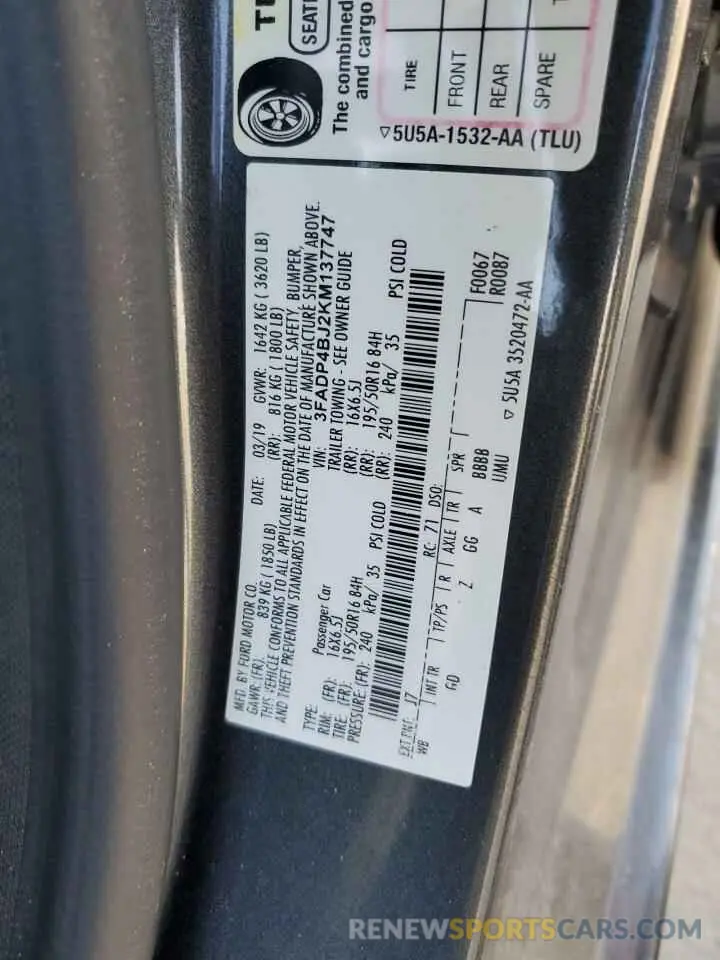 SEATI
The combined
and cargo
TIRE
FRONT
REAR
SPARE
▽5U5A-1532-AA (TLU)
MFD. BY FORD MOTOR CO.
DATE: 03/19 GVWR: 1642 KG ( 3620 LB)
GAWR:(FR): 839 KG ( 1850 LB) (RR): 816 KG ( 1800 LB)
THIS VEHICLE CONFORMS TO ALL APPLICABLE FEDERAL MOTOR VEHICLE SAFETY, BUMPER,
AND THEFT PREVENTION STANDARDS IN EFFECT ON THE DATE OF MANUFACTURE SHOWN ABOVE.
VIN: 3FADP4BJ2KM137747
TYPE: Passenger Car TRAILER TOWING - SEE OWNER GUIDE
RIM: (FR): 16X6.5J (RR): 16X6.5J
TIRE (FR): 195/50R16 84H (RR): 195/50R16 84H
PRESSURE:(FR): 240 kPa/ 35 PSI COLD (RR): 240 kPa/ 35 PSI COLD
EXT PNT: J7 RC: 71 DSO: F0067
WB INT TR TP/PS R AXLE TR SPR R0087
GD Z GG A BBBB
UMU ▽ 5U5A 3520472-AA
RENEWSPORTSCARS.COM